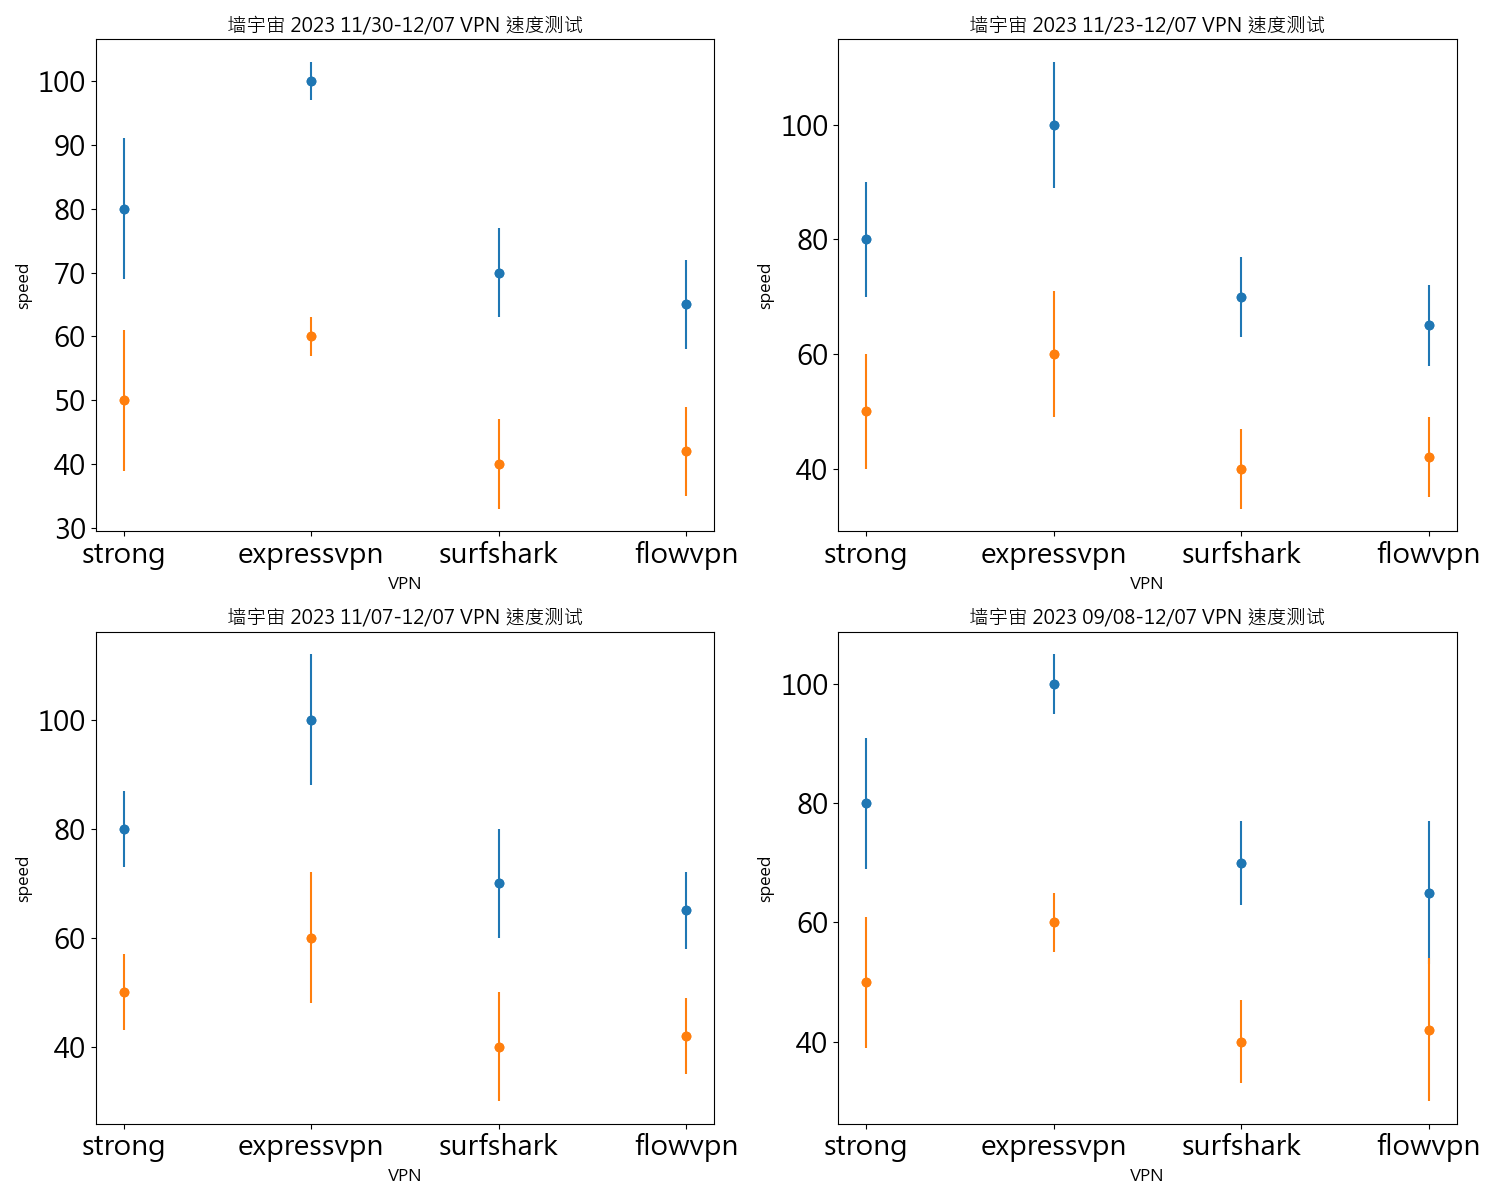 墙宇宙 2023 11/30-12/07 VPN 速度测试
100
90
80
70
60
50
40
30
speed
strong expressvpn surfshark flowvpn
VPN
墙宇宙 2023 11/23-12/07 VPN 速度测试
100
80
60
40
speed
strong expressvpn surfshark flowvpn
VPN
墙宇宙 2023 11/07-12/07 VPN 速度测试
100
80
60
40
speed
strong expressvpn surfshark flowvpn
VPN
墙宇宙 2023 09/08-12/07 VPN 速度测试
100
80
60
40
speed
strong expressvpn surfshark flowvpn
VPN